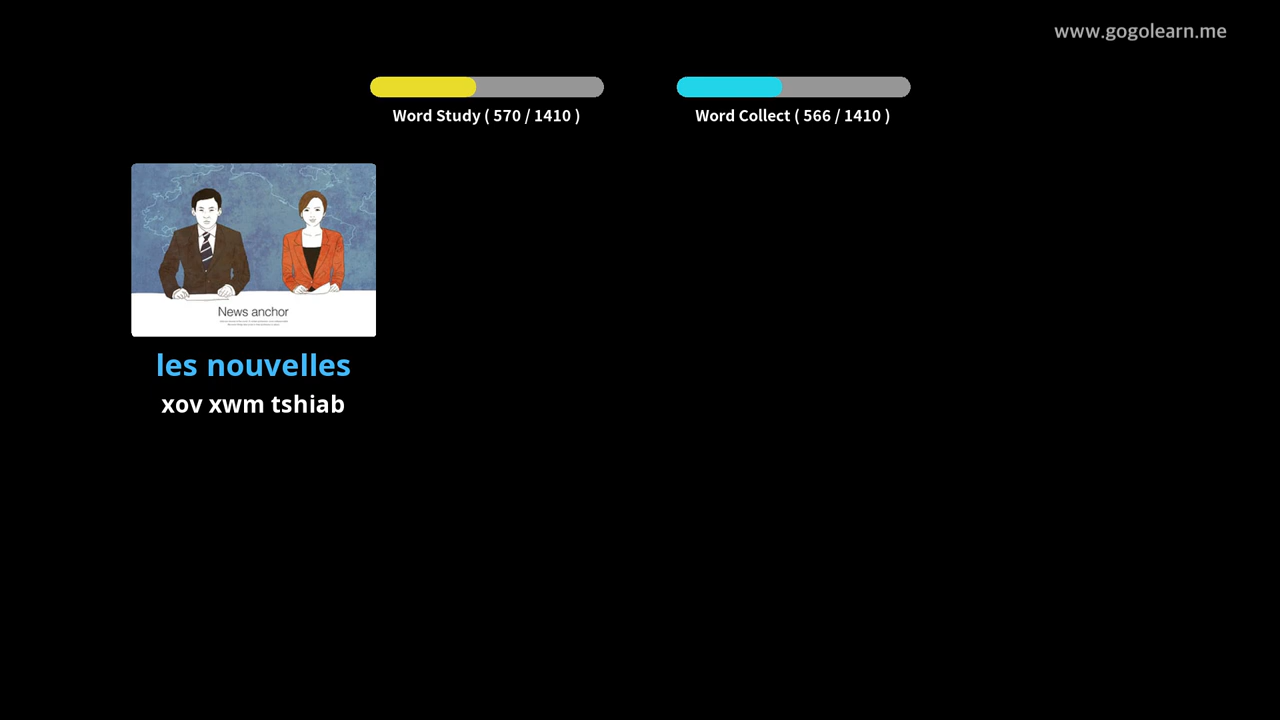 www.gogolearn.me
Word Study ( 570 / 1410 )
Word Collect ( 566 / 1410 )
News anchor
les nouvelles
xov xwm tshiab